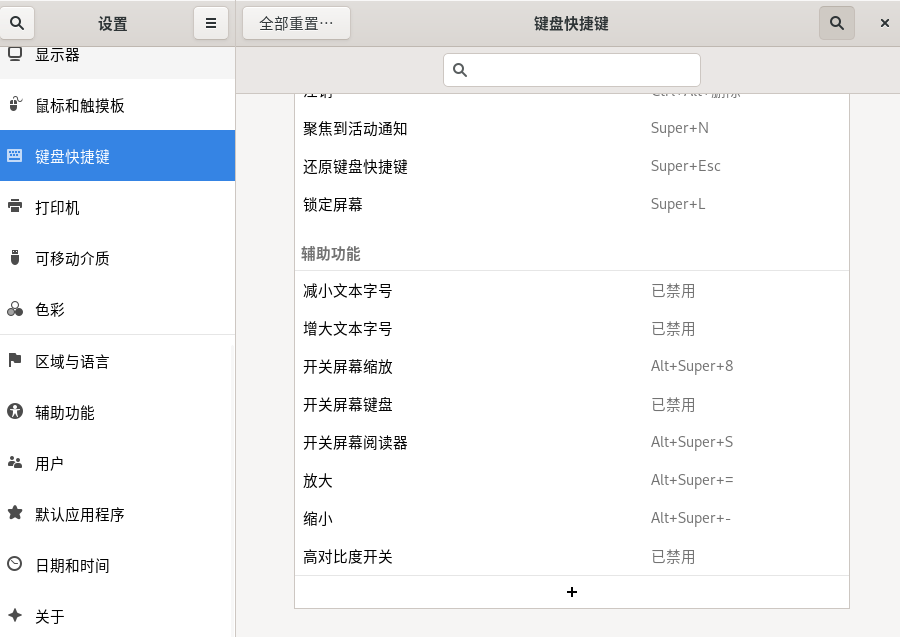 设置
全部重置…
键盘快捷键
显示器
鼠标和触摸板
键盘快捷键
打印机
可移动介质
色彩
区域与语言
辅助功能
用户
默认应用程序
日期和时间
关于
聚焦到活动通知 Super+N
还原键盘快捷键 Super+Esc
锁定屏幕 Super+L
辅助功能
减小文本字号 已禁用
增大文本字号 已禁用
开关屏幕缩放 Alt+Super+8
开关屏幕键盘 已禁用
开关屏幕阅读器 Alt+Super+S
放大 Alt+Super+=
缩小 Alt+Super+-
高对比度开关 已禁用
+